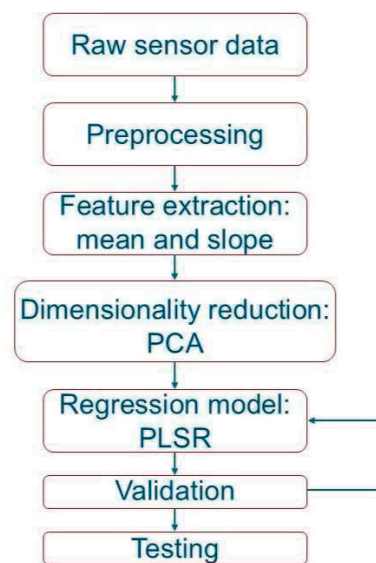 Raw sensor data
Preprocessing
Feature extraction:
mean and slope
Dimensionality reduction:
PCA
Regression model:
PLSR
Validation
Testing